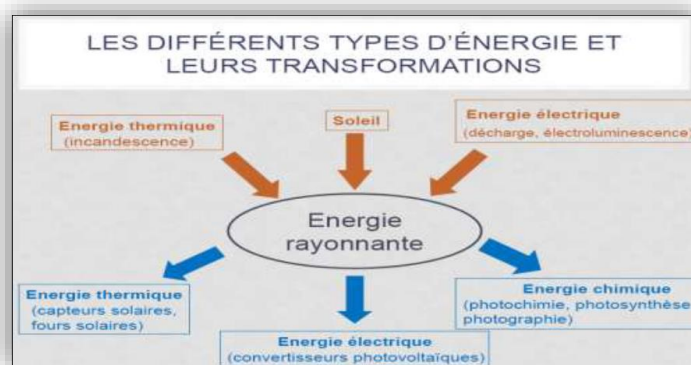 LES DIFFÉRENTS TYPES D'ÉNERGIE ET
LEURS TRANSFORMATIONS
Energie thermique
(incandescence)
Soleil
Energie électrique
(décharge, électroluminescence)
Energie
rayonnante
Energie thermique
(capteurs solaires,
fours solaires)
Energie électrique
(convertisseurs photovoltaïques)
Energie chimique
(photochimie, photosynthèse
photographie)